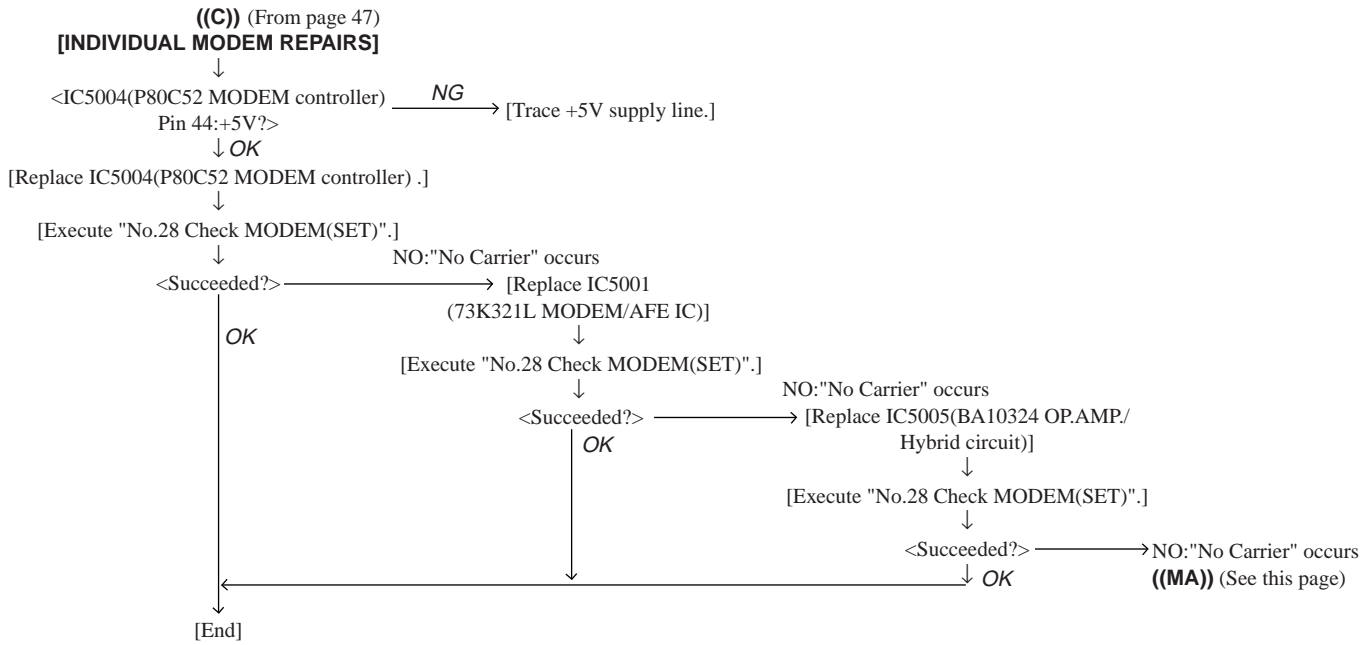 ((C)) (From page 47)
[INDIVIDUAL MODEM REPAIRS]
<IC5004(P80C52 MODEM controller)
Pin 44:+5V?>
NG
[Trace +5V supply line.]
OK
[Replace IC5004(P80C52 MODEM controller) .]
[Execute "No.28 Check MODEM(SET)".]
<Succeeded?>
NO:"No Carrier" occurs
[Replace IC5001
(73K321L MODEM/AFE IC)]
OK
[Execute "No.28 Check MODEM(SET)".]
<Succeeded?>
NO:"No Carrier" occurs
[Replace IC5005(BA10324 OP.AMP./
Hybrid circuit)]
OK
[Execute "No.28 Check MODEM(SET)".]
<Succeeded?>
NO:"No Carrier" occurs
((MA)) (See this page)
OK
[End]